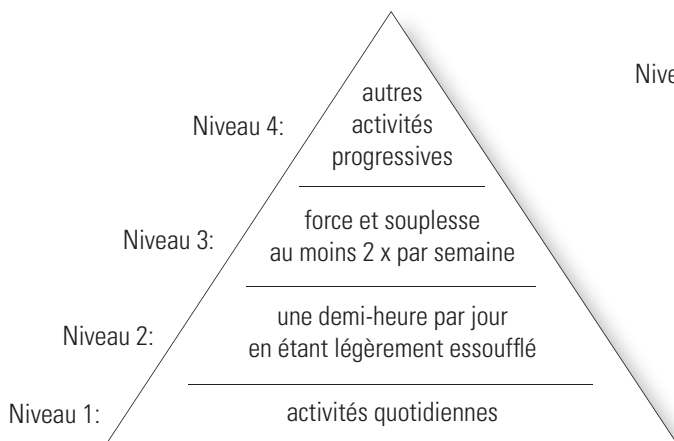 Nive
autres
Niveau 4: activités
progressives
force et souplesse
Niveau 3: au moins 2 x par semaine
une demi-heure par jour
Niveau 2: en étant légèrement essoufflé
Niveau 1: activités quotidiennes